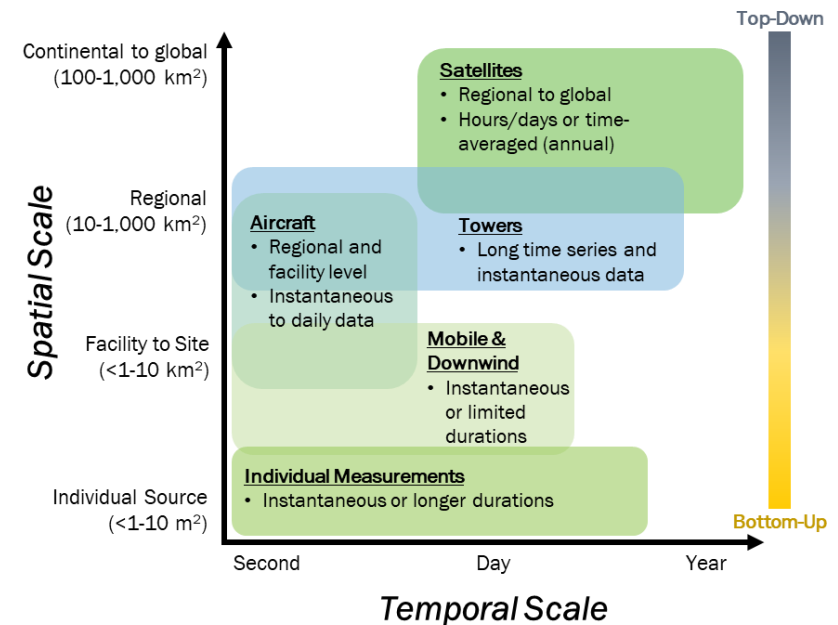 Top-Down
Continental to global
(100-1,000 km²)
Satellites
• Regional to global
• Hours/days or time-
averaged (annual)
Spatial Scale
Regional
(10-1,000 km²)
Aircraft
• Regional and
facility level
• Instantaneous
to daily data
Towers
• Long time series and
instantaneous data
Facility to Site
(<1-10 km²)
Mobile &
Downwind
• Instantaneous
or limited
durations
Individual Source
(<1-10 m²)
Individual Measurements
• Instantaneous or longer durations
Bottom-Up
Second
Day
Year
Temporal Scale